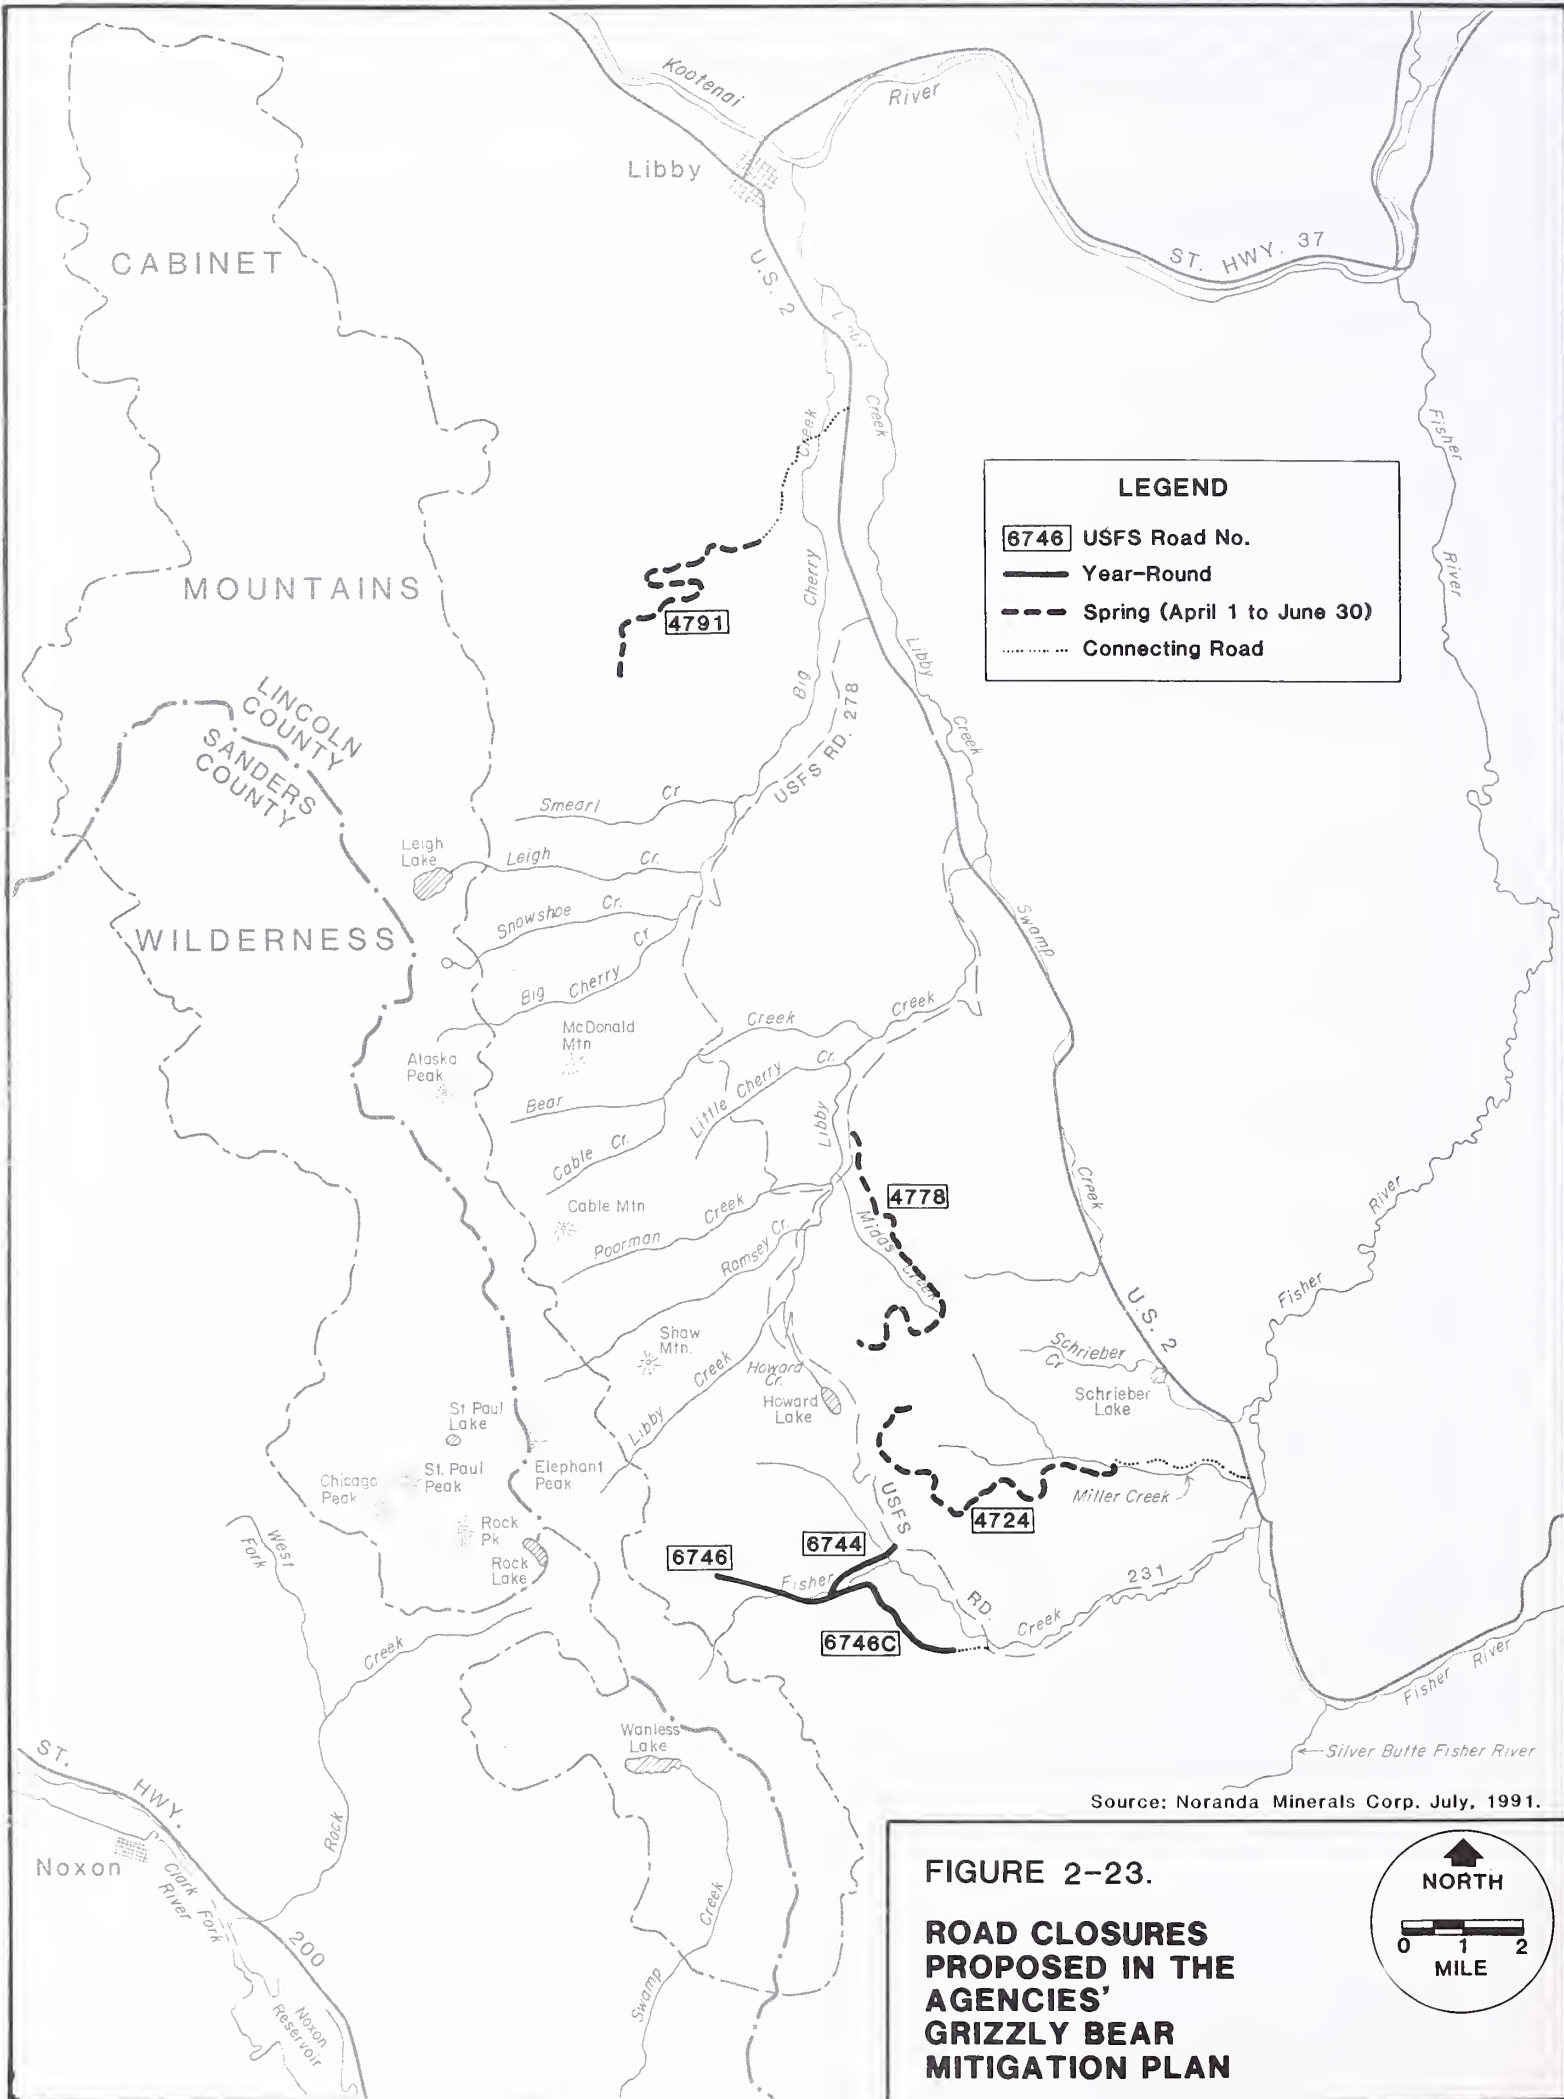 Kootenai
River
Libby
CABINET
U.S. 2
ST. HWY. 37
Libby
Creek
Creek
Fisher
River
LEGEND
6746 USFS Road No.
Year-Round
Spring (April 1 to June 30)
Connecting Road
MOUNTAINS
4791
Cherry
Big
Libby
Creek
USFS RD. 278
LINCOLN
COUNTY
SANDERS
COUNTY
Smearl Cr
Leigh
Lake
Leigh Cr.
Snowshoe Cr.
WILDERNESS
Swamp
Big Cherry Cr
McDonald
Mtn
Creek
Creek
Alaska
Peak
Little Cherry Cr.
Bear
Libby
Cable Cr.
Creek
4778
River
Cable Mtn
Creek
Midas Creek
Poorman
Ramsey Cr.
Fisher
U.S. 2
Shaw
Mtn.
Creek
Howard
Cr.
Schrieber
Cr
Howard
Lake
Schrieber
Lake
St Paul
Lake
Libby
St. Paul
Peak
Elephant
Peak
Chicago
Peak
USFS
Miller Creek
4724
Rock
Pk
6744
6746
West
Fork
Rock
Lake
Fisher
231
RD.
Creek
6746C
Creek
Fisher River
Wanless
Lake
ST.
HWY.
Silver Butte Fisher River
Source: Noranda Minerals Corp. July, 1991.
Rock
Noxon
Clark Fork
River
Creek
200
Swamp
Noxon
Reservoir
FIGURE 2-23.
ROAD CLOSURES
PROPOSED IN THE
AGENCIES'
GRIZZLY BEAR
MITIGATION PLAN
NORTH
0 1 2
MILE